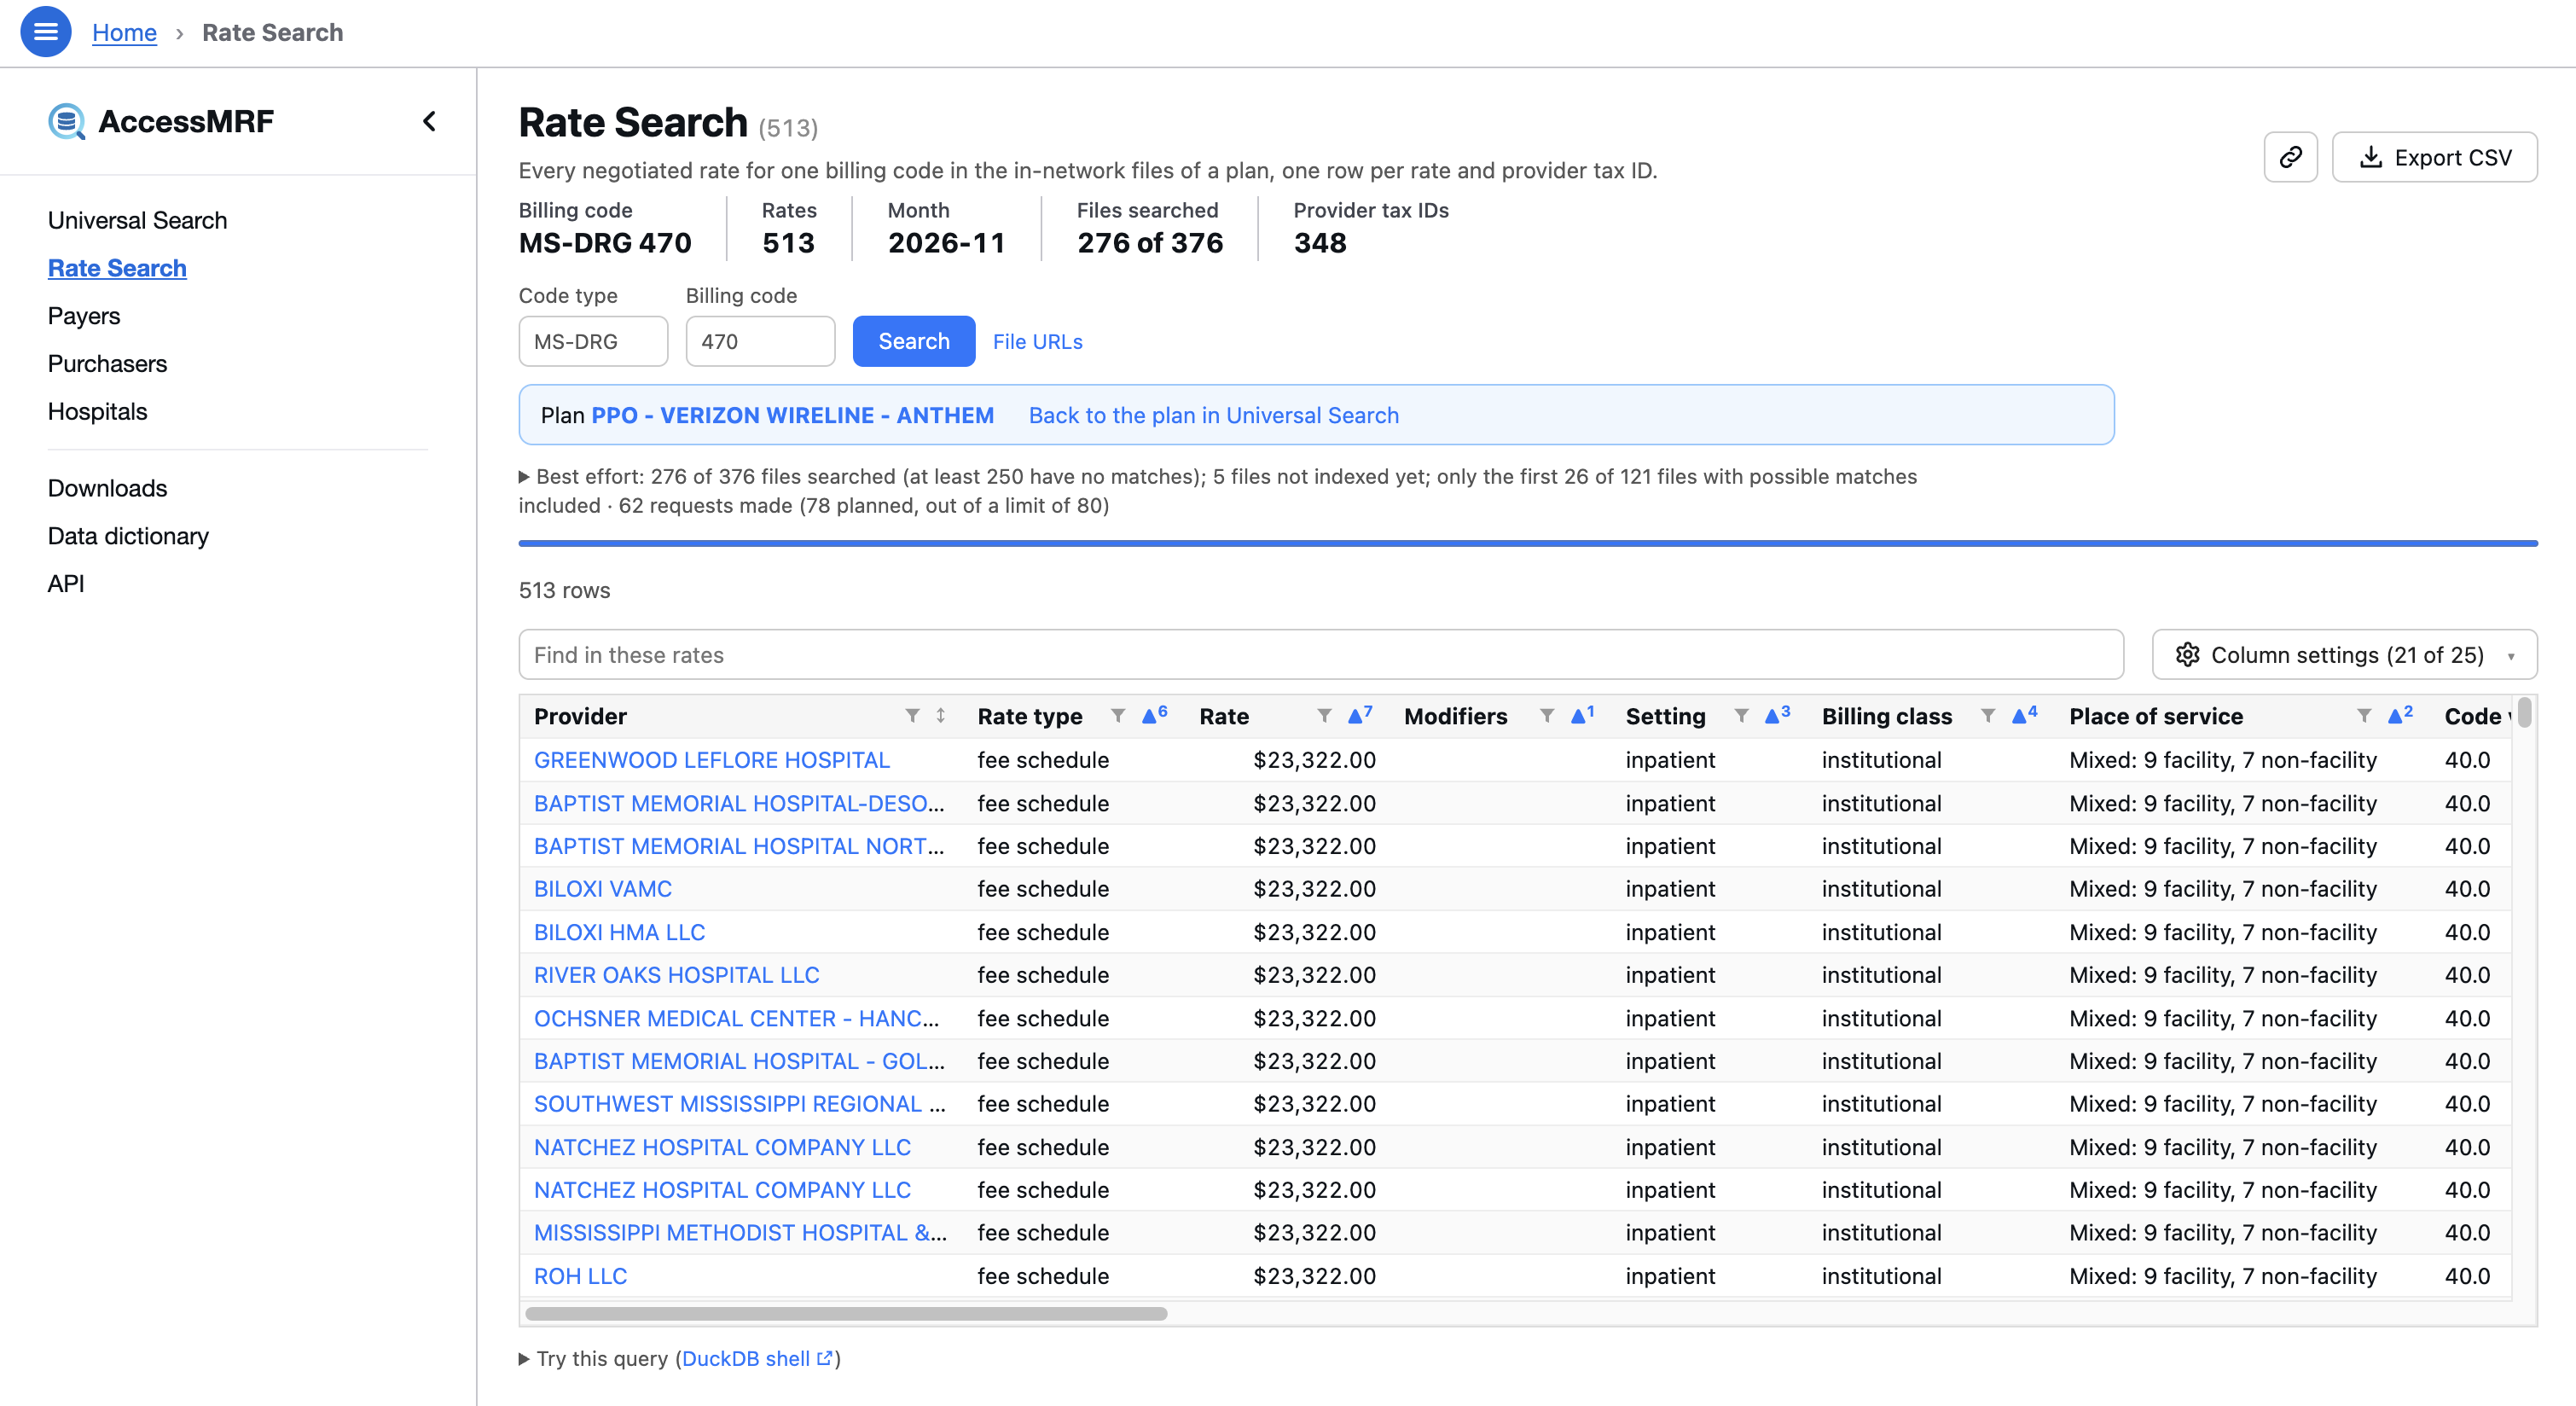 Home › Rate Search
AccessMRF
Universal Search
Rate Search
Payers
Purchasers
Hospitals
Downloads
Data dictionary
API
Rate Search (513)
Every negotiated rate for one billing code in the in-network files of a plan, one row per rate and provider tax ID.
Export CSV
Billing code Rates Month Files searched Provider tax IDs
MS-DRG 470 513 2026-11 276 of 376 348
Code type Billing code
MS-DRG 470 Search File URLs
Plan PPO - VERIZON WIRELINE - ANTHEM Back to the plan in Universal Search
▶ Best effort: 276 of 376 files searched (at least 250 have no matches); 5 files not indexed yet; only the first 26 of 121 files with possible matches
included · 62 requests made (78 planned, out of a limit of 80)
513 rows
Find in these rates Column settings (21 of 25) ▾
Provider Rate type ▲6 Rate ▲7 Modifiers ▲1 Setting ▲3 Billing class ▲4 Place of service ▲2 Code
GREENWOOD LEFLORE HOSPITAL fee schedule $23,322.00 inpatient institutional Mixed: 9 facility, 7 non-facility 40.0
BAPTIST MEMORIAL HOSPITAL-DESO... fee schedule $23,322.00 inpatient institutional Mixed: 9 facility, 7 non-facility 40.0
BAPTIST MEMORIAL HOSPITAL NORT... fee schedule $23,322.00 inpatient institutional Mixed: 9 facility, 7 non-facility 40.0
BILOXI VAMC fee schedule $23,322.00 inpatient institutional Mixed: 9 facility, 7 non-facility 40.0
BILOXI HMA LLC fee schedule $23,322.00 inpatient institutional Mixed: 9 facility, 7 non-facility 40.0
RIVER OAKS HOSPITAL LLC fee schedule $23,322.00 inpatient institutional Mixed: 9 facility, 7 non-facility 40.0
OCHSNER MEDICAL CENTER - HANC... fee schedule $23,322.00 inpatient institutional Mixed: 9 facility, 7 non-facility 40.0
BAPTIST MEMORIAL HOSPITAL - GOL... fee schedule $23,322.00 inpatient institutional Mixed: 9 facility, 7 non-facility 40.0
SOUTHWEST MISSISSIPPI REGIONAL ... fee schedule $23,322.00 inpatient institutional Mixed: 9 facility, 7 non-facility 40.0
NATCHEZ HOSPITAL COMPANY LLC fee schedule $23,322.00 inpatient institutional Mixed: 9 facility, 7 non-facility 40.0
NATCHEZ HOSPITAL COMPANY LLC fee schedule $23,322.00 inpatient institutional Mixed: 9 facility, 7 non-facility 40.0
MISSISSIPPI METHODIST HOSPITAL &... fee schedule $23,322.00 inpatient institutional Mixed: 9 facility, 7 non-facility 40.0
ROH LLC fee schedule $23,322.00 inpatient institutional Mixed: 9 facility, 7 non-facility 40.0
▶ Try this query (DuckDB shell)